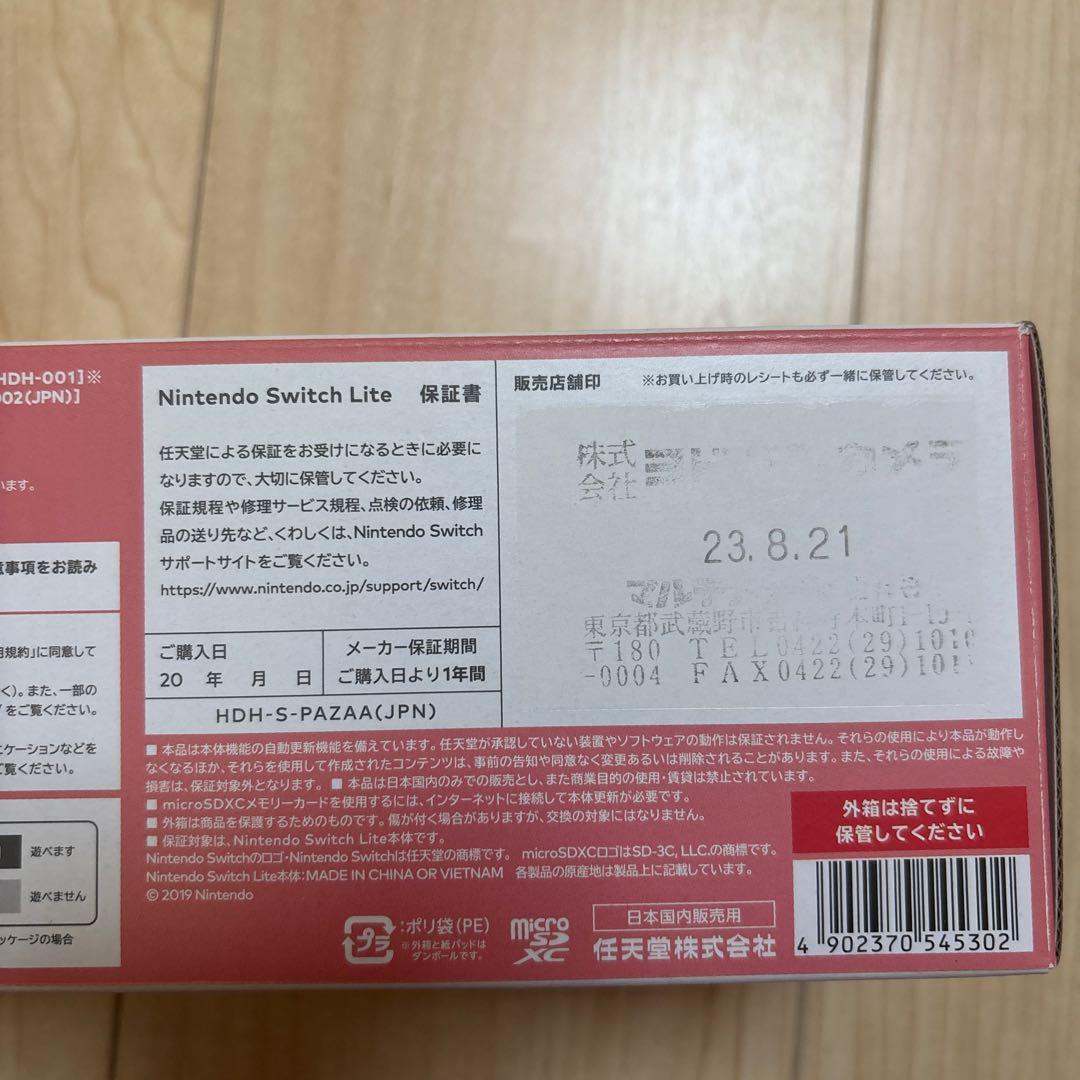 HDH-001]※
002(JPN)]
います。
意事項をお読み
用規約」に同意して
く)。また、一部の
をご覧ください。
ニケーションなどを
ご覧ください。
遊べます
遊べません
ッケージの場合
Nintendo Switch Lite 保証書
任天堂による保証をお受けになるときに必要に
なりますので、大切に保管してください。
保証規程や修理サービス規程、点検の依頼、修理
品の送り先など、くわしくは、Nintendo Switch
サポートサイトをご覧ください。
https://www.nintendo.co.jp/support/switch/
ご購入日
20 年 月 日
メーカー保証期間
ご購入日より1年間
HDH-S-PAZAA(JPN)
販売店舗印 ※お買い上げ時のレシートも必ず一緒に保管してください。
株式
会社
カメラ
23.8.21
マルチ
東京都武蔵野市 本町1-19
〒180 TEL0422(29)1010
-0004 FAX0422(29)101
■ 本品は本体機能の自動更新機能を備えています。任天堂が承認していない装置やソフトウェアの動作は保証されません。それらの使用により本品が動作し
なくなるほか、それらを使用して作成されたコンテンツは、事前の告知や同意なく変更あるいは削除されることがあります。また、それらの使用による故障や
損害は、保証対象外となります。 ■ 本品は日本国内のみでの販売とし、また商業目的の使用・賃貸は禁止されています。
■ microSDXCメモリーカードを使用するには、インターネットに接続して本体更新が必要です。
■ 外箱は商品を保護するためのものです。傷が付く場合がありますが、交換の対象にはなりません。
■ 保証対象は、Nintendo Switch Lite本体です。
Nintendo Switchのロゴ・Nintendo Switchは任天堂の商標です。 microSDXCロゴはSD-3C, LLC.の商標です。
Nintendo Switch Lite本体:MADE IN CHINA OR VIETNAM 各製品の原産地は製品上に記載しています。
© 2019 Nintendo
外箱は捨てずに
保管してください
プラ
:ポリ袋(PE)
※外箱と紙パッドは
ダンボールです。
micro
SD
XC
日本国内販売用
任天堂株式会社
4 902370 545302